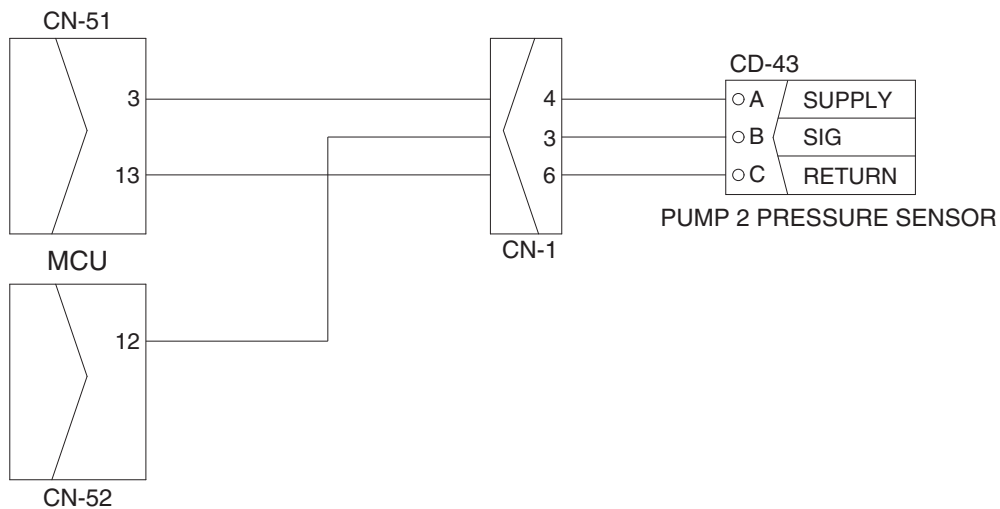 CN-51
CD-43
3
4
A SUPPLY
3
B SIG
13
6
C RETURN
PUMP 2 PRESSURE SENSOR
CN-1
MCU
12
CN-52